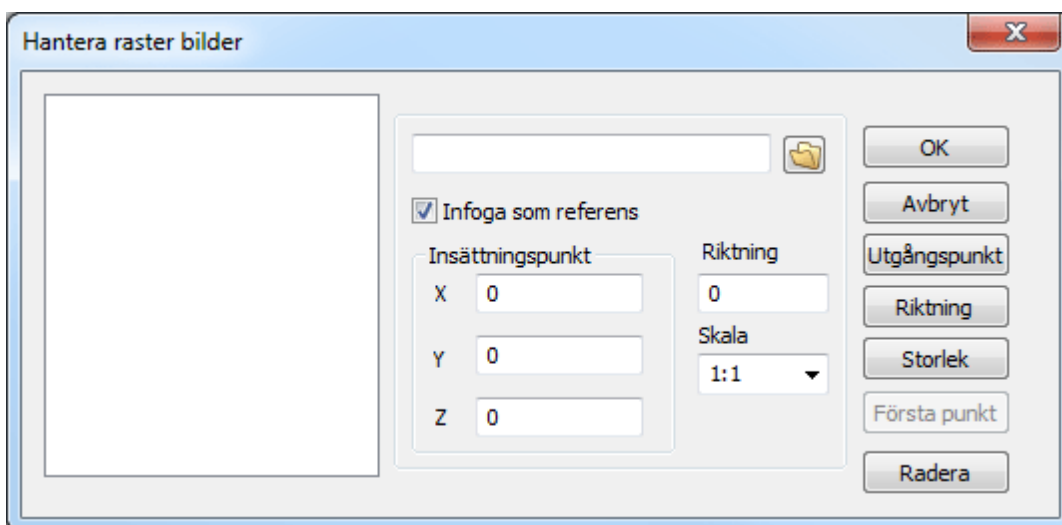 Hantera raster bilder
Infoga som referens
Insättningspunkt
X 0
Y 0
Z 0
Riktning
0
Skala
1:1
OK
Avbryt
Utgångspunkt
Riktning
Storlek
Första punkt
Radera